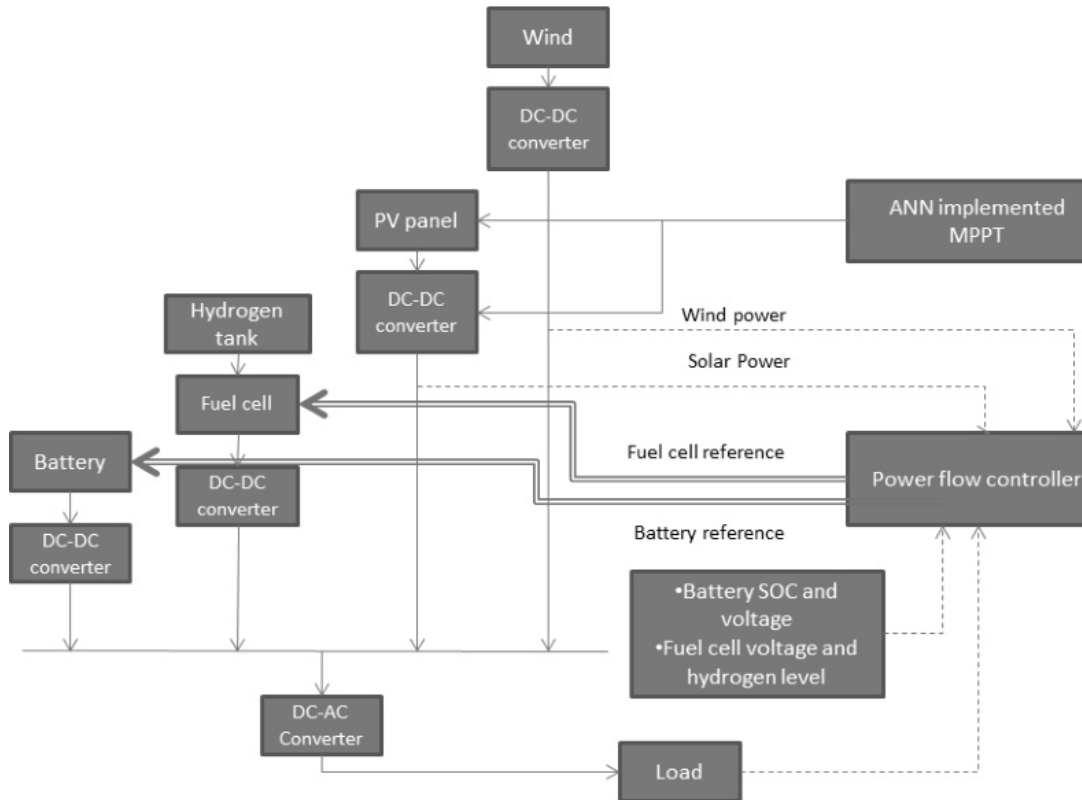 Wind
DC-DC
converter
PV panel
ANN implemented
MPPT
DC-DC
converter
Hydrogen
tank
Wind power
Solar Power
Fuel cell
Battery
Fuel cell reference
Power flow controller
DC-DC
converter
DC-DC
converter
Battery reference
•Battery SOC and
voltage
•Fuel cell voltage and
hydrogen level
DC-AC
Converter
Load